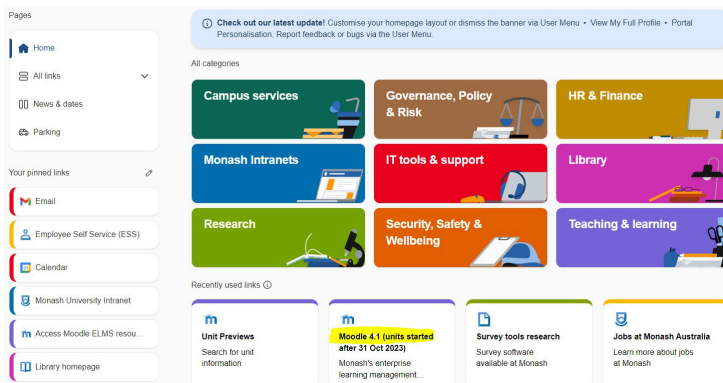 Pages
Home
All links
News & dates
Parking
Your pinned links
Email
Employee Self Service (ESS)
Calendar
Monash University Intranet
Access Moodle ELMS resou...
Library homepage
Check out our latest update! Customise your homepage layout or dismiss the banner via User Menu • View My Full Profile • Portal
Personalisation. Report feedback or bugs via the User Menu.
All categories
Campus services
Governance, Policy
& Risk
HR & Finance
Monash Intranets
IT tools & support
Library
Research
Security, Safety &
Wellbeing
Teaching & learning
Recently used links
Unit Previews
Search for unit
information
Moodle 4.1 (units started
after 31 Oct 2023)
Monash's enterprise
learning management...
Survey tools research
Survey software
available at Monash
Jobs at Monash Australia
Learn more about jobs
at Monash